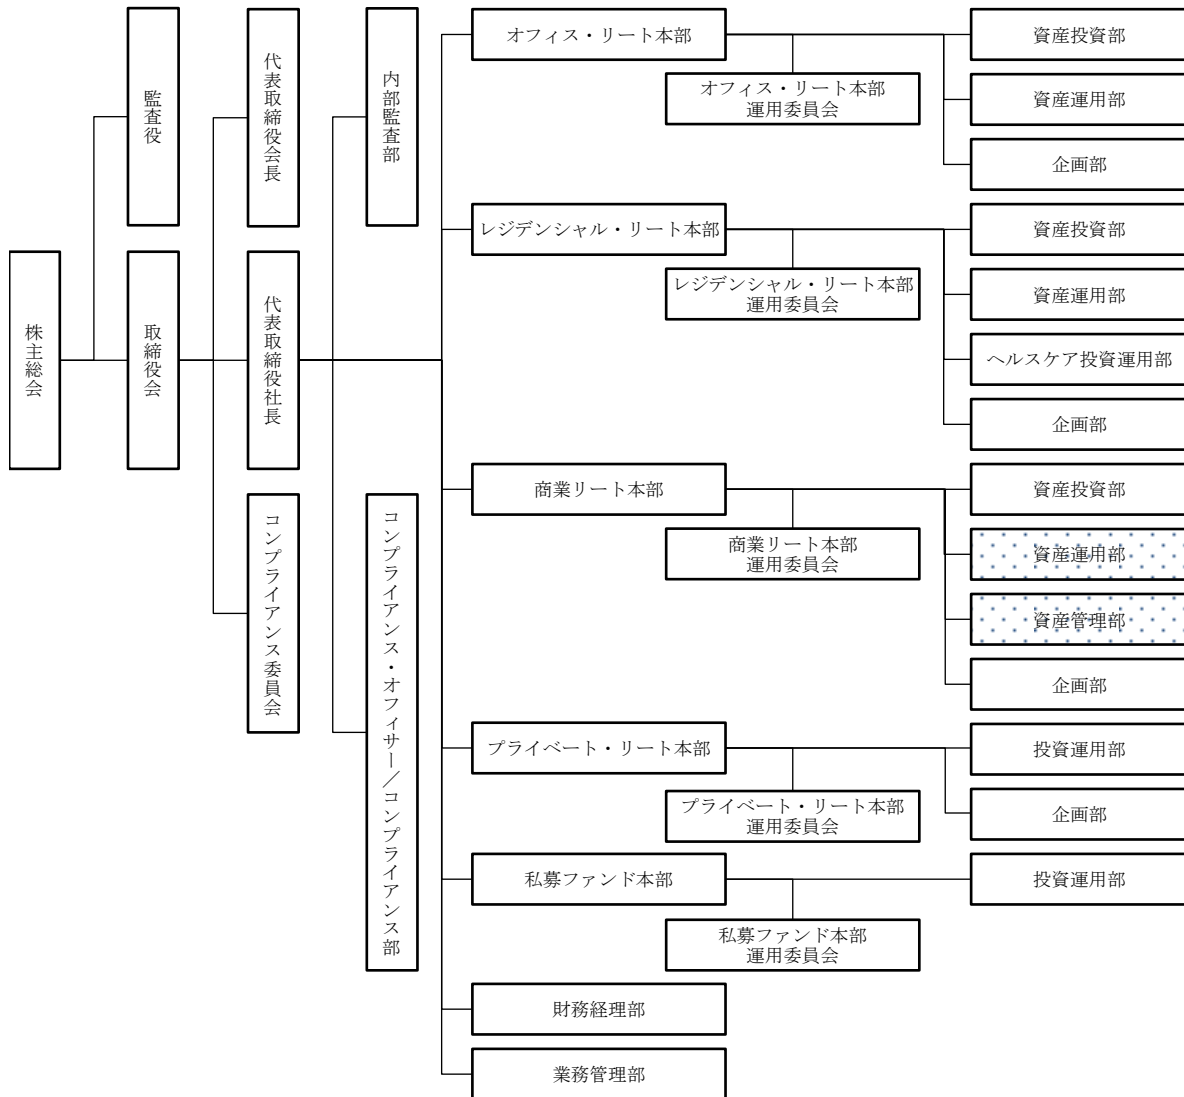 株主総会
監査役
取締役会
代表取締役会長
代表取締役社長
コンプライアンス委員会
内部監査部
コンプライアンス・オフィサー／コンプライアンス部
オフィス・リート本部
オフィス・リート本部
運用委員会
資産投資部
資産運用部
企画部
レジデンシャル・リート本部
レジデンシャル・リート本部
運用委員会
資産投資部
資産運用部
ヘルスケア投資運用部
企画部
商業リート本部
商業リート本部
運用委員会
資産投資部
資産運用部
資産管理部
企画部
プライベート・リート本部
プライベート・リート本部
運用委員会
投資運用部
企画部
私募ファンド本部
私募ファンド本部
運用委員会
投資運用部
財務経理部
業務管理部